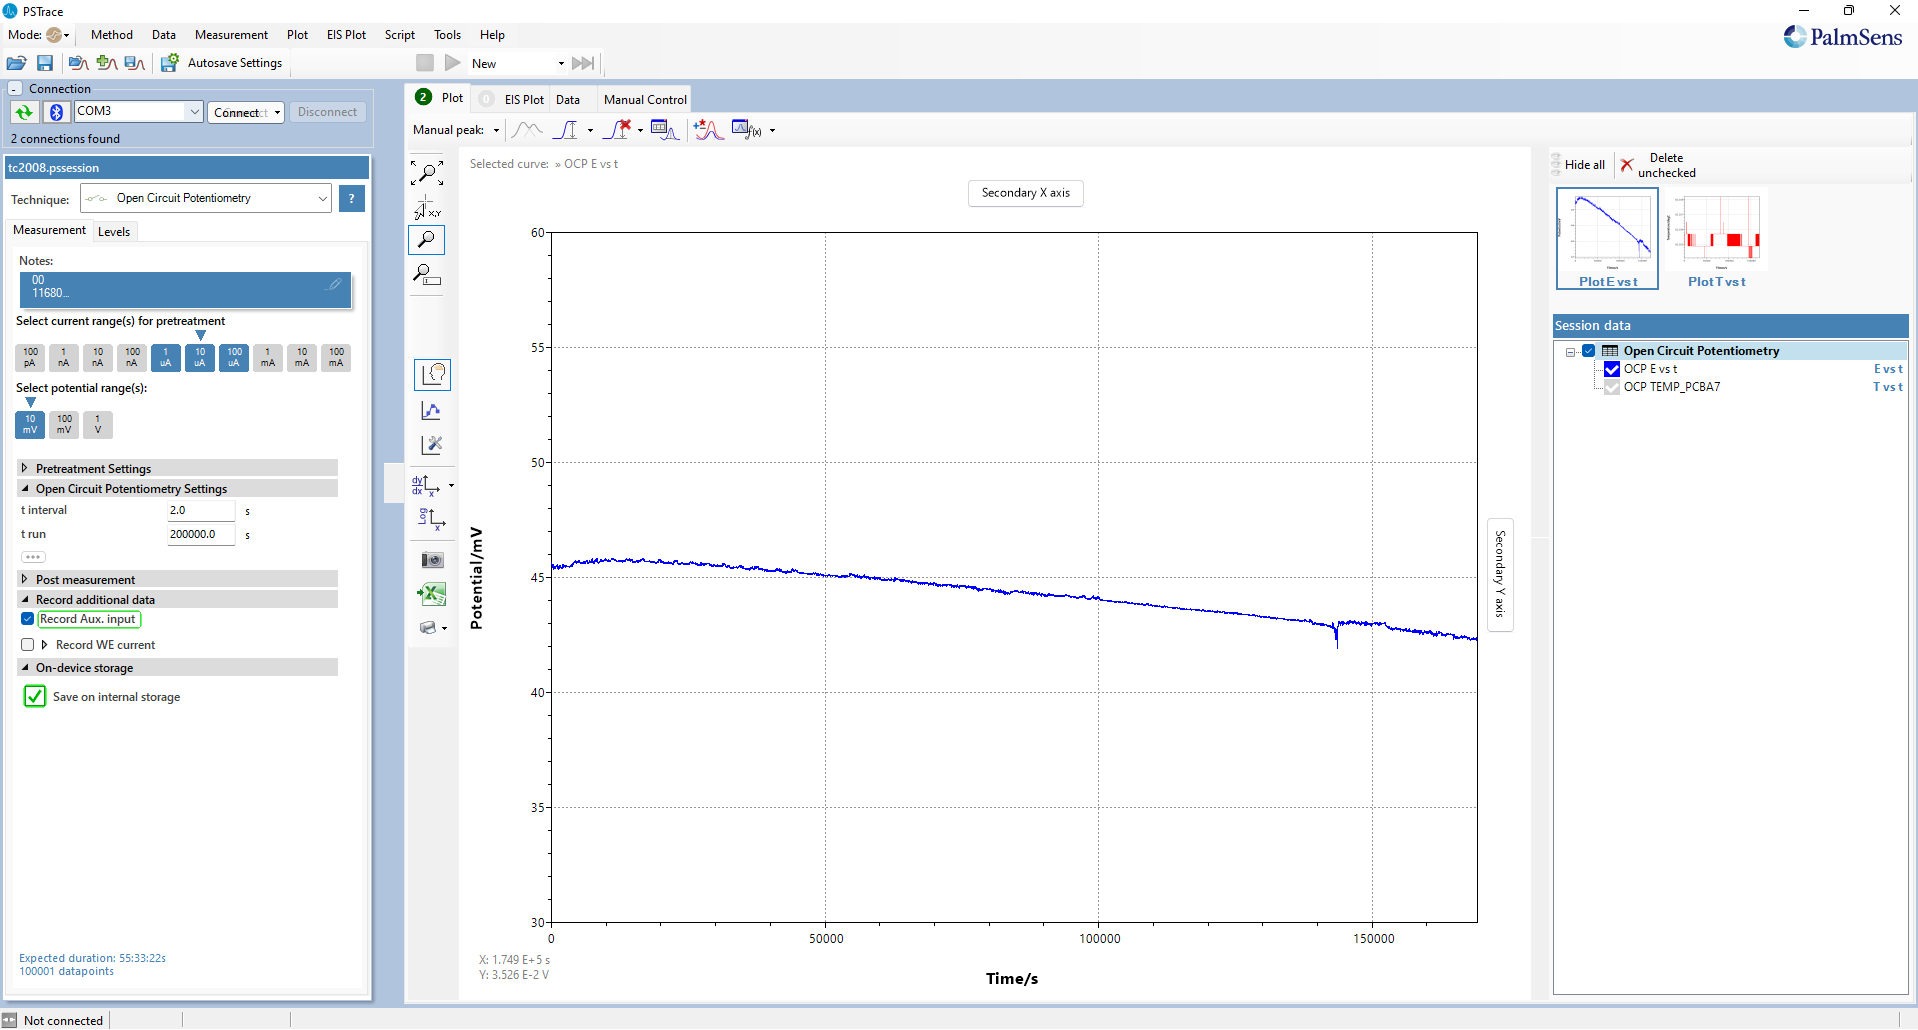 PSTrace
Mode:
Method
Data
Measurement
Plot
EIS Plot
Script
Tools
Help
PalmSens
Autosave Settings
New
Connection
COM3
Connect
Disconnect
2 connections found
tc2008.pssession
Technique:
Open Circuit Potentiometry
?
Measurement
Levels
Notes:
00
11680...
Select current range(s) for pretreatment
100 pA
1 nA
10 nA
100 nA
1 uA
10 uA
100 uA
1 mA
10 mA
100 mA
Select potential range(s):
10 mV
100 mV
1 V
Pretreatment Settings
Open Circuit Potentiometry Settings
t interval
2.0
s
t run
200000.0
s
Post measurement
Record additional data
Record Aux. input
Record WE current
On-device storage
Save on internal storage
Expected duration: 55:33:22s
100001 datapoints
Not connected
2 Plot
0 EIS Plot
Data
Manual Control
Manual peak:
Selected curve: » OCP E vs t
Secondary X axis
60
55
50
45
40
35
30
Potential/mV
0
50000
100000
150000
Time/s
X: 1.749 E+5 s
Y: 3.526 E-2 V
Secondary Y axis
x,y
dy
dx
x
Log
x
Hide all
Delete
unchecked
Plot E vs t
Plot T vs t
Session data
Open Circuit Potentiometry
OCP E vs t
E vs t
OCP TEMP_PCBA7
T vs t